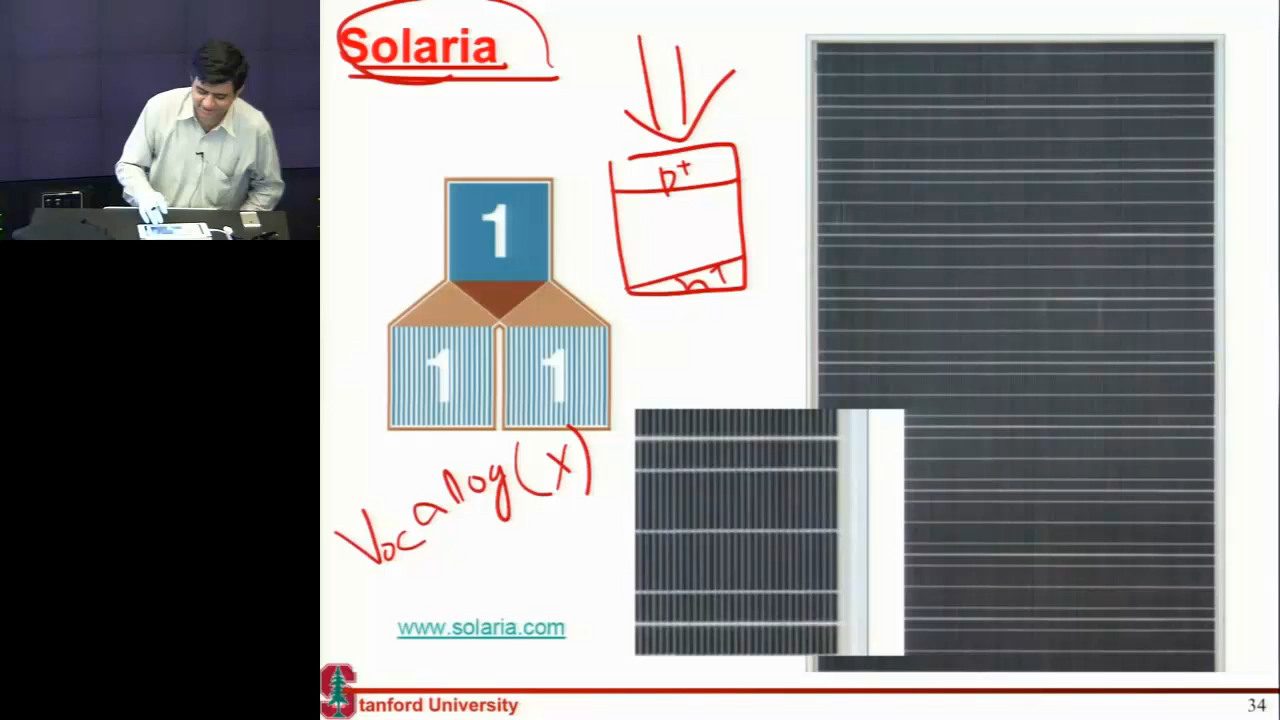 Solaria
p+
1
n+
1 1
Voc α log(x)
www.solaria.com
Stanford University
34